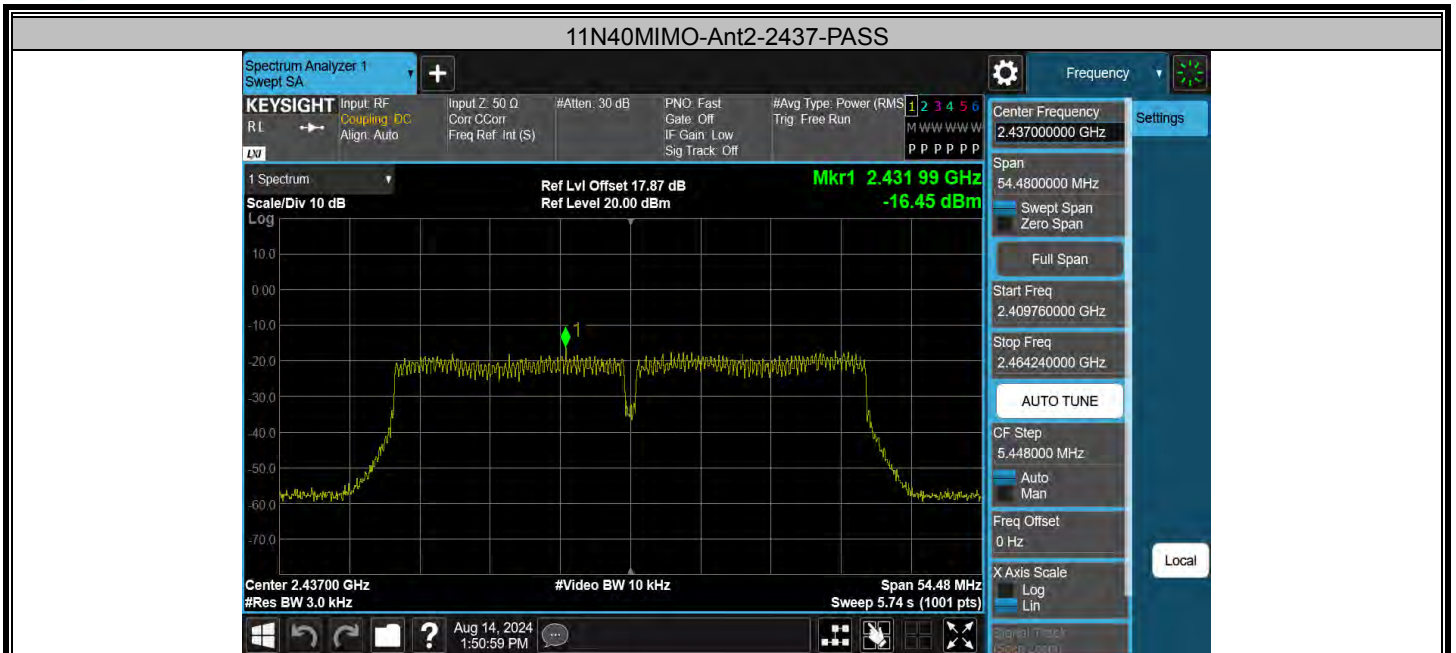 11N40MIMO-Ant2-2437-PASS
Spectrum Analyzer 1
Swept SA
+
Frequency
KEYSIGHT
RL
LXI
Input: RF
Coupling: DC
Align: Auto
Input Z: 50 Ω
Corr CCorr
Freq Ref: Int (S)
#Atten: 30 dB
PNO: Fast
Gate: Off
IF Gain: Low
Sig Track: Off
#Avg Type: Power (RMS
Trig: Free Run
1 2 3 4 5 6
M W W W W W
P P P P P P
1 Spectrum
Scale/Div 10 dB
Log
Ref Lvl Offset 17.87 dB
Ref Level 20.00 dBm
Mkr1 2.431 99 GHz
-16.45 dBm
10.0
0.00
-10.0
-20.0
-30.0
-40.0
-50.0
-60.0
-70.0
1
Center 2.43700 GHz
#Res BW 3.0 kHz
#Video BW 10 kHz
Span 54.48 MHz
Sweep 5.74 s (1001 pts)
Center Frequency
2.437000000 GHz
Settings
Span
54.4800000 MHz
Swept Span
Zero Span
Full Span
Start Freq
2.409760000 GHz
Stop Freq
2.464240000 GHz
AUTO TUNE
CF Step
5.448000 MHz
Auto
Man
Freq Offset
0 Hz
X Axis Scale
Log
Lin
Local
Signal Track
(Span Zoom)
?
Aug 14, 2024
1:50:59 PM